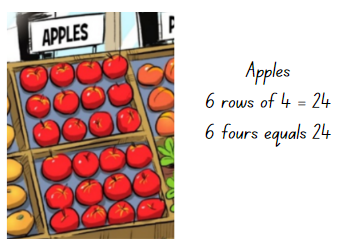 APPLES
P
Apples
6 rows of 4 = 24
6 fours equals 24